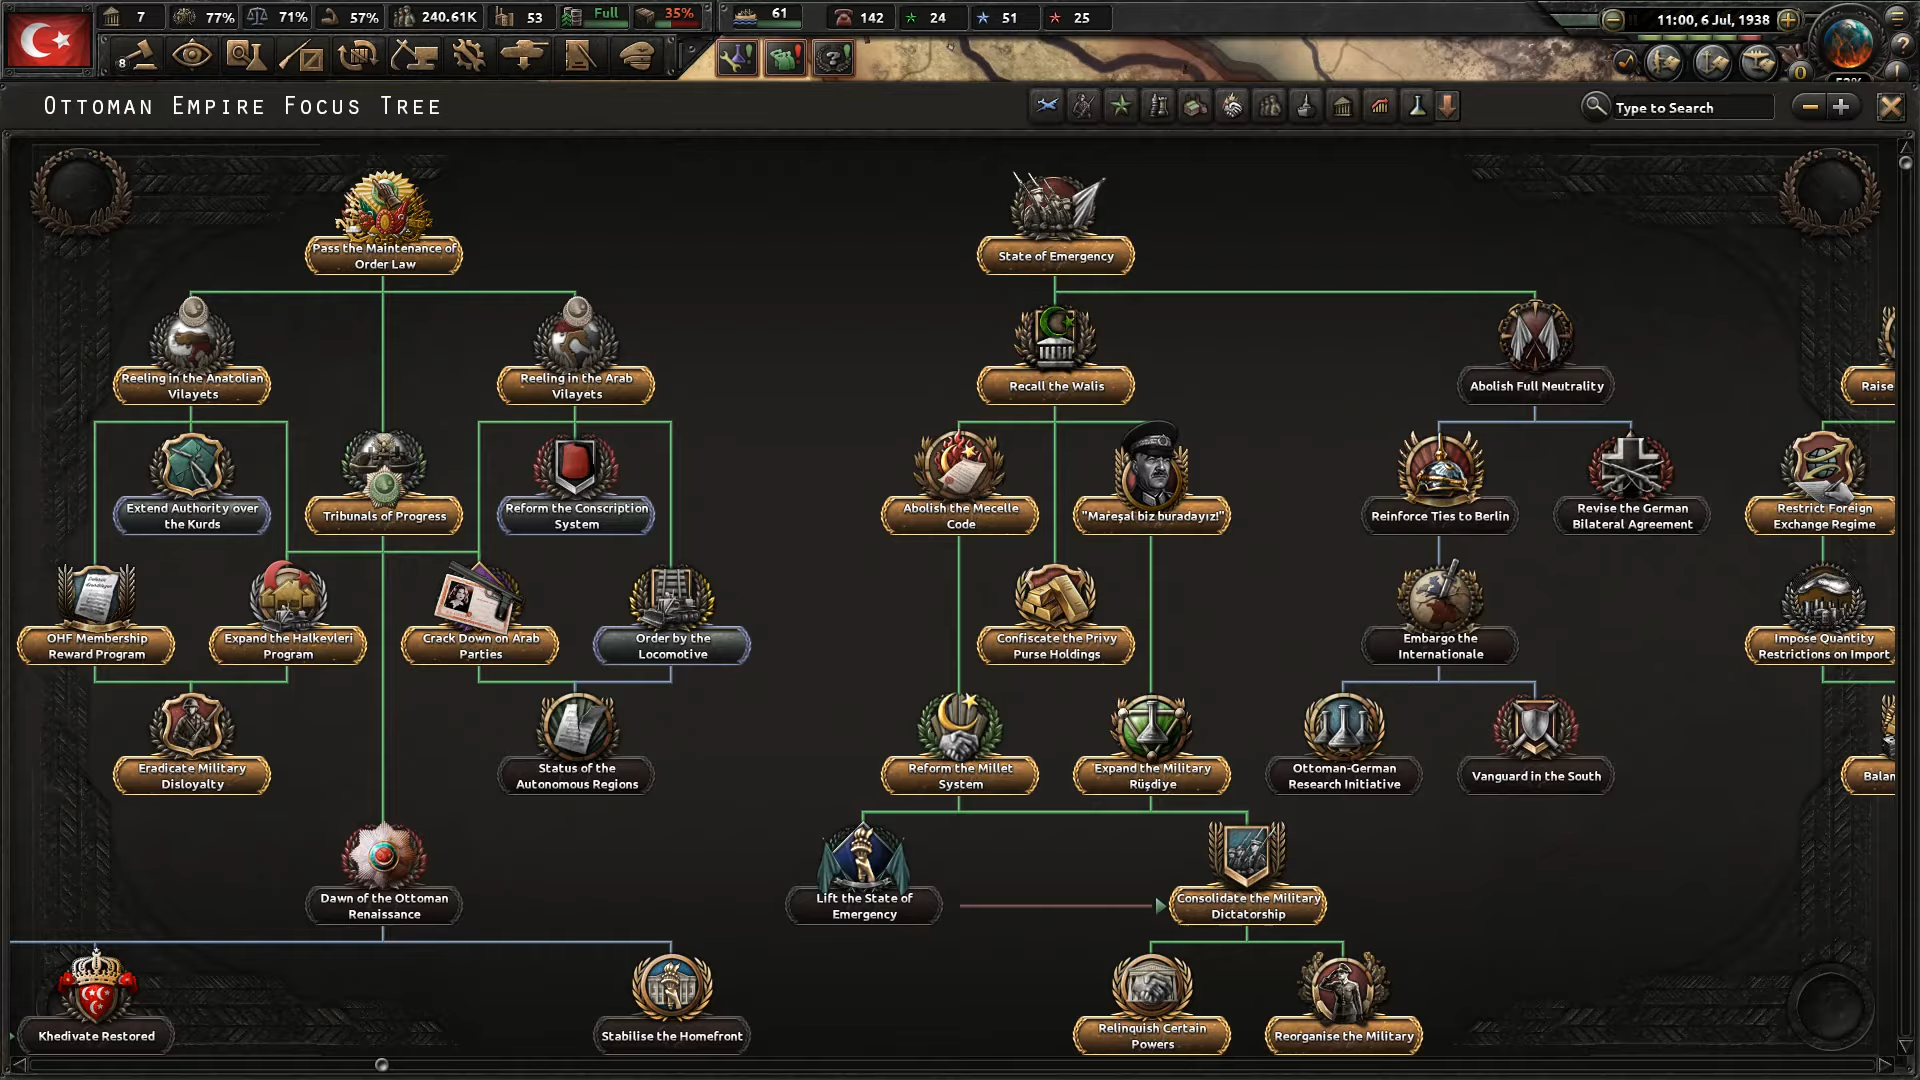 7
77%
71%
57%
240.61K
53
Full
35%
61
142
24
51
25
11:00, 6 Jul, 1938
8
0
Ottoman Empire Focus Tree
Type to Search
Pass the Maintenance of
Order Law
State of Emergency
Reeling in the Anatolian
Vilayets
Reeling in the Arab
Vilayets
Recall the Walis
Abolish Full Neutrality
Raise
Extend Authority over
the Kurds
Tribunals of Progress
Reform the Conscription
System
Abolish the Mecelle
Code
"Mareşal biz buradayız!"
Reinforce Ties to Berlin
Revise the German
Bilateral Agreement
Restrict Foreign
Exchange Regime
OHF Membership
Reward Program
Expand the Halkevleri
Program
Crack Down on Arab
Parties
Order by the
Locomotive
Confiscate the Privy
Purse Holdings
Embargo the
Internationale
Impose Quantity
Restrictions on Import
Eradicate Military
Disloyalty
Status of the
Autonomous Regions
Reform the Millet
System
Expand the Military
Rüşdiye
Ottoman-German
Research Initiative
Vanguard in the South
Balan
Dawn of the Ottoman
Renaissance
Lift the State of
Emergency
Consolidate the Military
Dictatorship
Khedivate Restored
Stabilise the Homefront
Relinquish Certain
Powers
Reorganise the Military